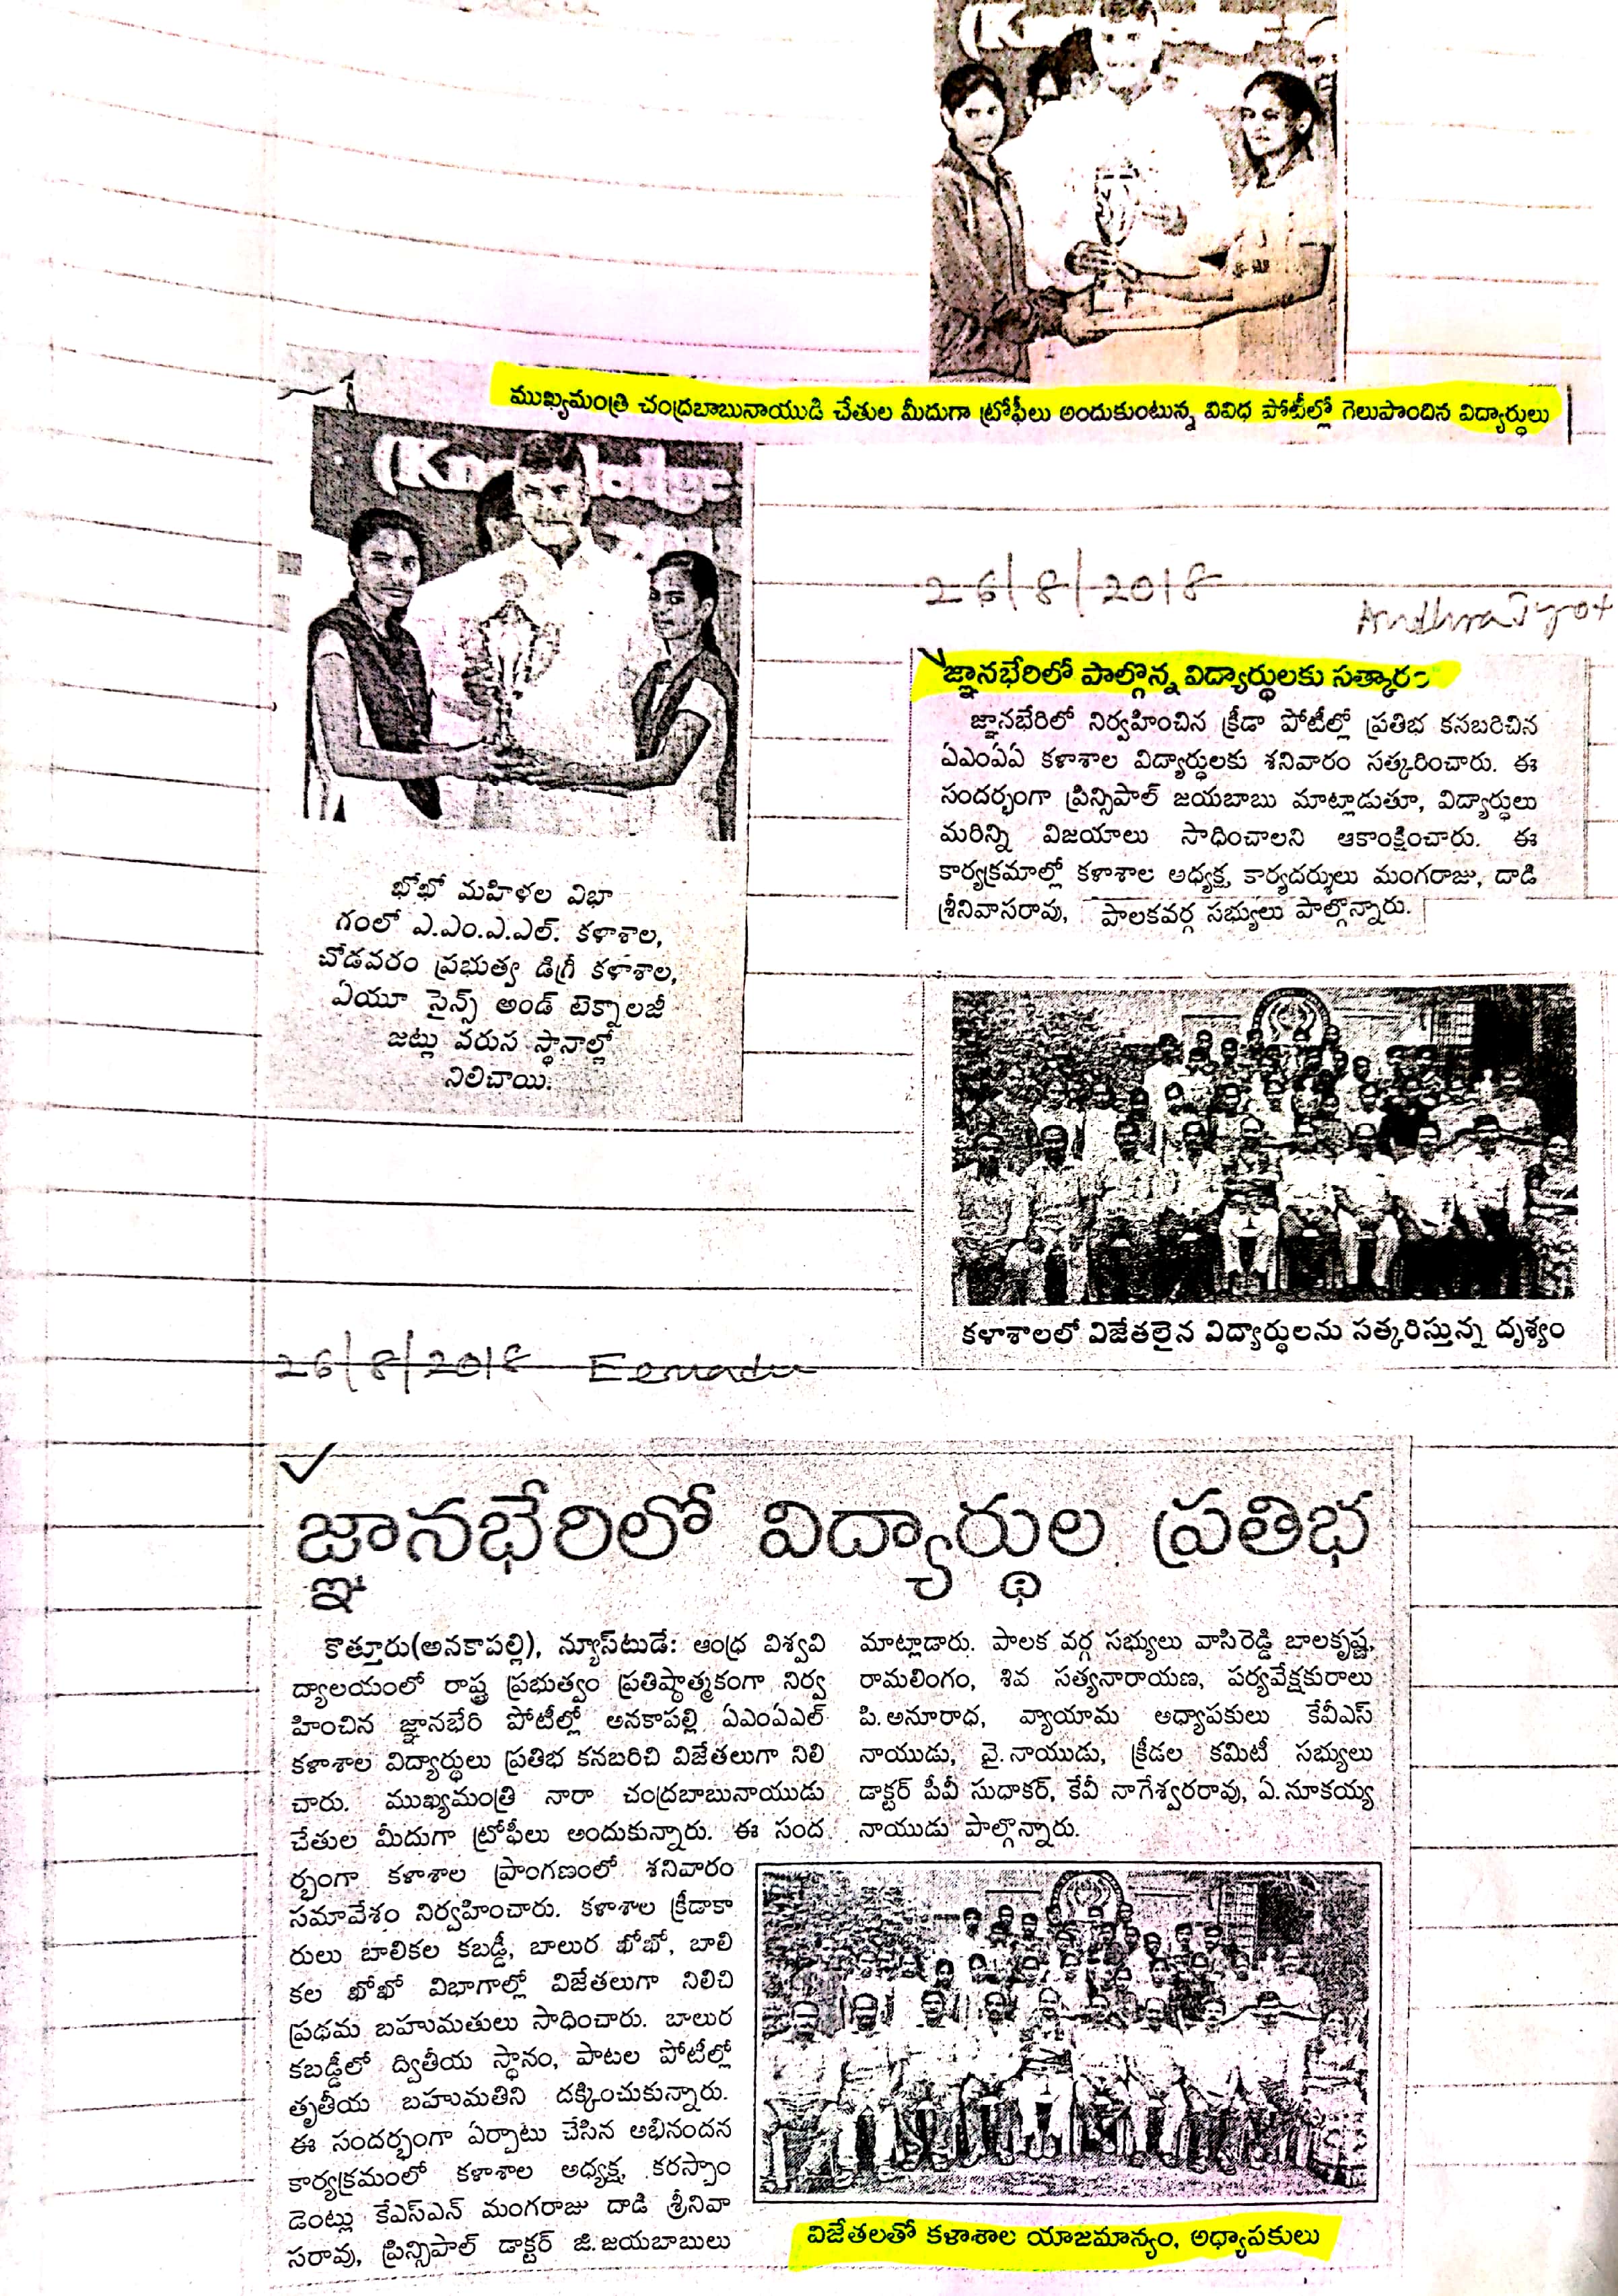 ముఖ్యమంత్రి చంద్రబాబునాయుడి చేతుల మీదుగా ట్రోఫీలు అందుకుంటున్న వివిధ పోటీల్లో గెలుపొందిన విద్యార్థులు
ఖోఖో మహిళల విభా
గంలో ఎ.ఎం.ఎ.ఎల్. కళాశాల,
చోడవరం ప్రభుత్వ డిగ్రీ కళాశాల,
ఏయూ సైన్స్ అండ్ టెక్నాలజీ
జట్లు వరుస స్థానాల్లో
నిలిచాయి.
26/8/2018
Andhra Jyot
జ్ఞానభేరిలో పాల్గొన్న విద్యార్థులకు సత్కారం
జ్ఞానభేరిలో నిర్వహించిన క్రీడా పోటీల్లో ప్రతిభ కనబరిచిన
ఏఎంఏఏ కళాశాల విద్యార్థులకు శనివారం సత్కరించారు. ఈ
సందర్భంగా ప్రిన్సిపాల్ జయబాబు మాట్లాడుతూ, విద్యార్థులు
మరిన్ని విజయాలు సాధించాలని ఆకాంక్షించారు. ఈ
కార్యక్రమాల్లో కళాశాల అధ్యక్ష, కార్యదర్శులు మంగరాజు, దాడి
శ్రీనివాసరావు, పాలకవర్గ సభ్యులు పాల్గొన్నారు.
కళాశాలలో విజేతలైన విద్యార్థులను సత్కరిస్తున్న దృశ్యం
26/8/2018 Eenadu
జ్ఞానభేరిలో విద్యార్థుల ప్రతిభ
కొత్తూరు(అనకాపల్లి), న్యూస్‌టుడే: ఆంధ్ర విశ్వవి
ద్యాలయంలో రాష్ట్ర ప్రభుత్వం ప్రతిష్ఠాత్మకంగా నిర్వ
హించిన జ్ఞానభేరి పోటీల్లో అనకాపల్లి ఏఎంఏఎల్
కళాశాల విద్యార్థులు ప్రతిభ కనబరిచి విజేతలుగా నిలి
చారు. ముఖ్యమంత్రి నారా చంద్రబాబునాయుడు
చేతుల మీదుగా ట్రోఫీలు అందుకున్నారు. ఈ సంద
ర్భంగా కళాశాల ప్రాంగణంలో శనివారం
సమావేశం నిర్వహించారు. కళాశాల క్రీడాకా
రులు బాలికల కబడ్డీ, బాలుర ఖోఖో, బాలి
కల ఖోఖో విభాగాల్లో విజేతలుగా నిలిచి
ప్రథమ బహుమతులు సాధించారు. బాలుర
కబడ్డీలో ద్వితీయ స్థానం, పాటల పోటీల్లో
తృతీయ బహుమతిని దక్కించుకున్నారు.
ఈ సందర్భంగా ఏర్పాటు చేసిన అభినందన
కార్యక్రమంలో కళాశాల అధ్యక్ష, కరస్పాం
డెంట్లు కేఎస్ఎన్ మంగరాజు దాడి శ్రీనివా
సరావు, ప్రిన్సిపాల్ డాక్టర్ జి.జయబాబులు
మాట్లాడారు. పాలక వర్గ సభ్యులు వాసిరెడ్డి బాలకృష్ణ,
రామలింగం, శివ సత్యనారాయణ, పర్యవేక్షకురాలు
పి.అనూరాధ, వ్యాయామ అధ్యాపకులు కేవీఎస్
నాయుడు, వై.నాయుడు, క్రీడల కమిటీ సభ్యులు
డాక్టర్ పీవీ సుధాకర్, కేవీ నాగేశ్వరరావు, ఏ.నూకయ్య
నాయుడు పాల్గొన్నారు.
విజేతలతో కళాశాల యాజమాన్యం, అధ్యాపకులు